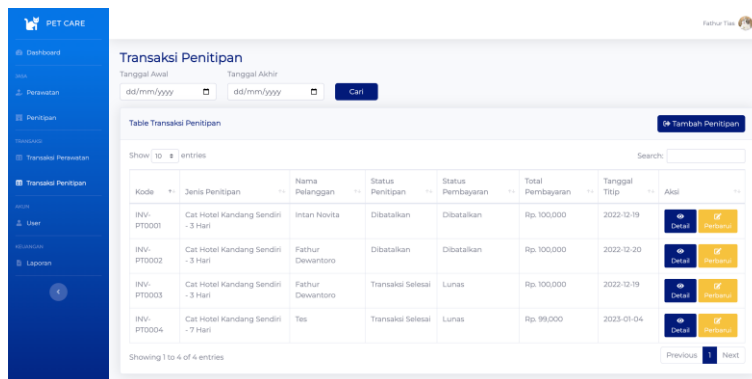 PET CARE
Fathur Tias
Dashboard
Perawatan
Penitipan
TRANSAKSI
Transaksi Perawatan
Transaksi Penitipan
AKUN
User
KEUANGAN
Laporan
Transaksi Penitipan
Tanggal Awal Tanggal Akhir
dd/mm/yyyy dd/mm/yyyy Cari
Table Transaksi Penitipan Tambah Penitipan
Show 10 entries Search:
Kode Jenis Penitipan Nama Pelanggan Status Penitipan Status Pembayaran Total Pembayaran Tanggal Titip Aksi
INV-PT0001 Cat Hotel Kandang Sendiri - 3 Hari Intan Novita Dibatalkan Dibatalkan Rp. 100,000 2022-12-19 Detail Perbarui
INV-PT0002 Cat Hotel Kandang Sendiri - 3 Hari Fathur Dewantoro Dibatalkan Dibatalkan Rp. 100,000 2022-12-20 Detail Perbarui
INV-PT0003 Cat Hotel Kandang Sendiri - 3 Hari Fathur Dewantoro Transaksi Selesai Lunas Rp. 100,000 2022-12-19 Detail Perbarui
INV-PT0004 Cat Hotel Kandang Sendiri - 7 Hari Tes Transaksi Selesai Lunas Rp. 99,000 2023-01-04 Detail Perbarui
Showing 1 to 4 of 4 entries Previous 1 Next